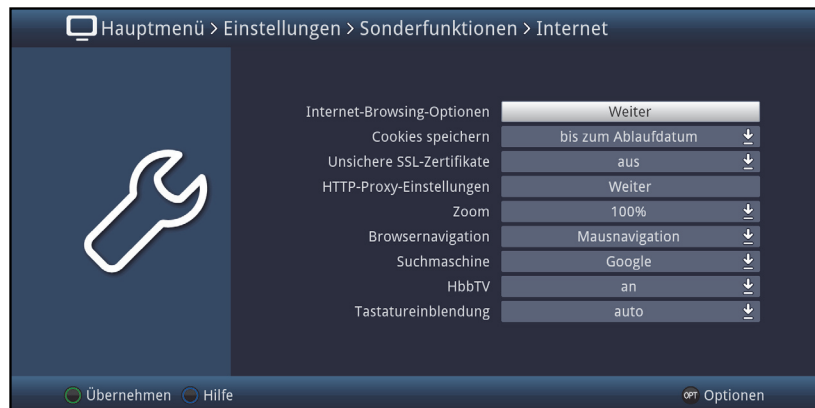 Hauptmenü > Einstellungen > Sonderfunktionen > Internet
Internet-Browsing-Optionen Weiter
Cookies speichern bis zum Ablaufdatum
Unsichere SSL-Zertifikate aus
HTTP-Proxy-Einstellungen Weiter
Zoom 100%
Browsernavigation Mausnavigation
Suchmaschine Google
HbbTV an
Tastatureinblendung auto
Übernehmen Hilfe OPT Optionen